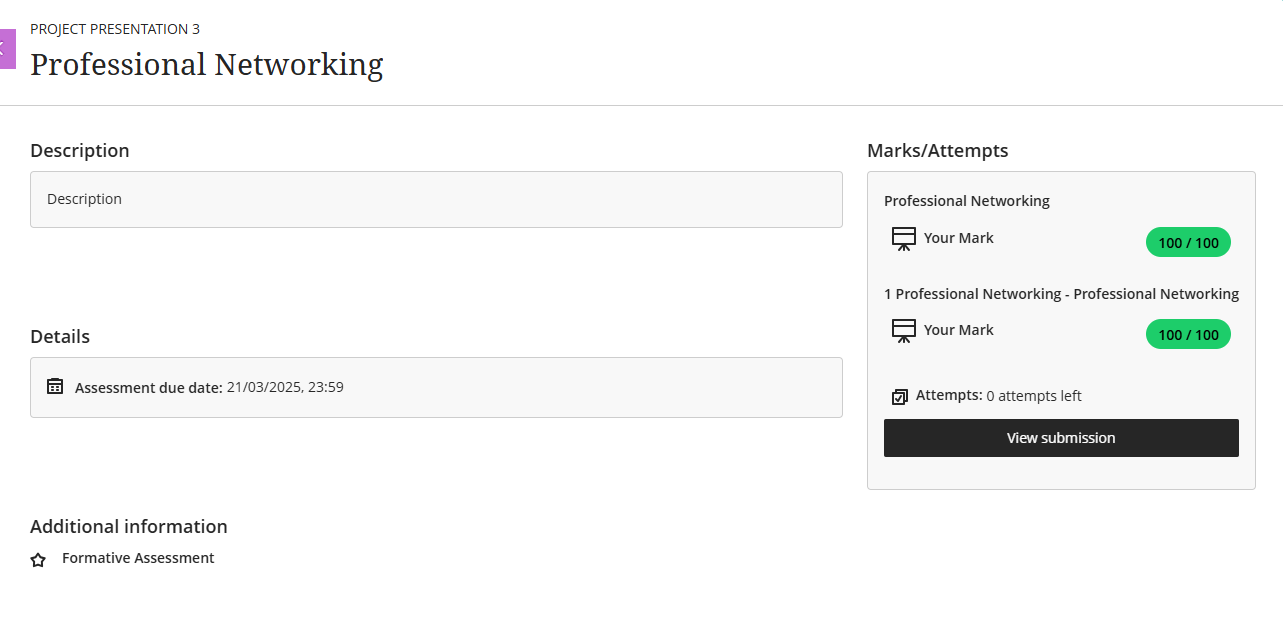 PROJECT PRESENTATION 3
Professional Networking
Description
Description
Details
Assessment due date: 21/03/2025, 23:59
Additional information
Formative Assessment
Marks/Attempts
Professional Networking
Your Mark
100 / 100
1 Professional Networking - Professional Networking
Your Mark
100 / 100
Attempts: 0 attempts left
View submission